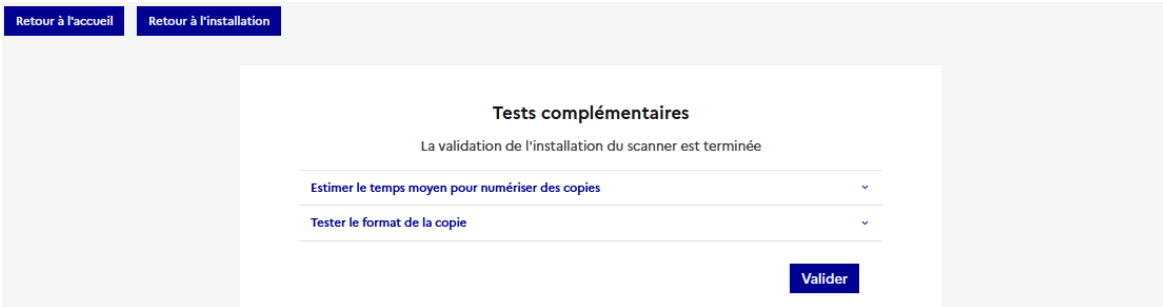 Retour à l'accueil
Retour à l'installation
Tests complémentaires
La validation de l'installation du scanner est terminée
Estimer le temps moyen pour numériser des copies
Tester le format de la copie
Valider